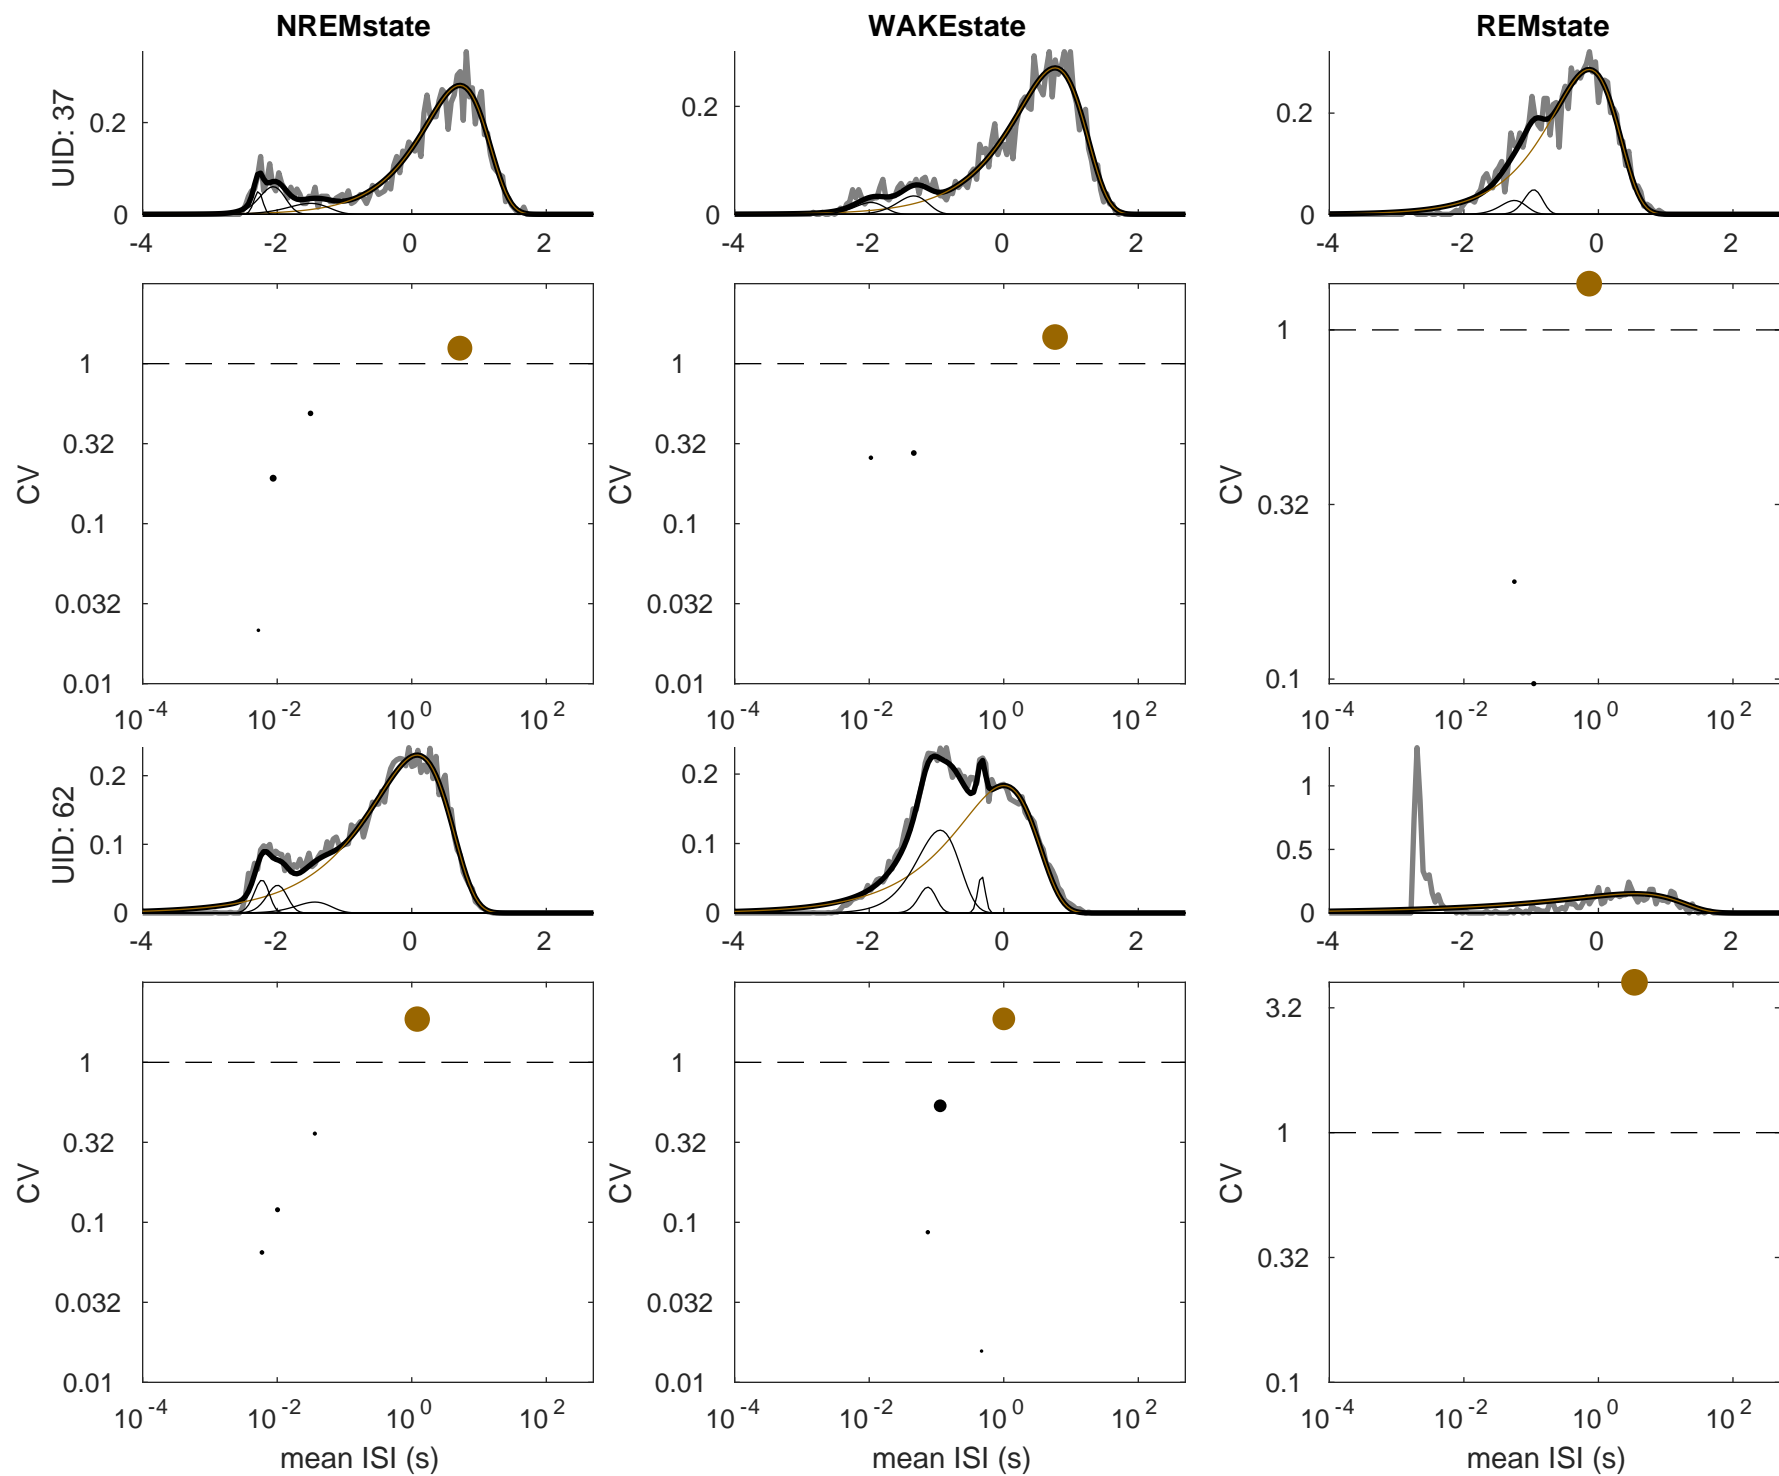 NREMstate WAKEstate REMstate
UID: 37
0.2 0.2 0.2
0 0 0
-4 -2 0 2 -4 -2 0 2 -4 -2 0 2
CV 1 0.32 0.1 0.032 0.01
CV 1 0.32 0.1 0.032 0.01
CV 1 0.32 0.1
10^-4 10^-2 10^0 10^2 10^-4 10^-2 10^0 10^2 10^-4 10^-2 10^0 10^2
UID: 62
0.2 0.1 0 0.2 0.1 0 1 0.5 0
-4 -2 0 2 -4 -2 0 2 -4 -2 0 2
CV 1 0.32 0.1 0.032 0.01
CV 1 0.32 0.1 0.032 0.01
CV 3.2 1 0.32 0.1
10^-4 10^-2 10^0 10^2 10^-4 10^-2 10^0 10^2 10^-4 10^-2 10^0 10^2
mean ISI (s) mean ISI (s) mean ISI (s)